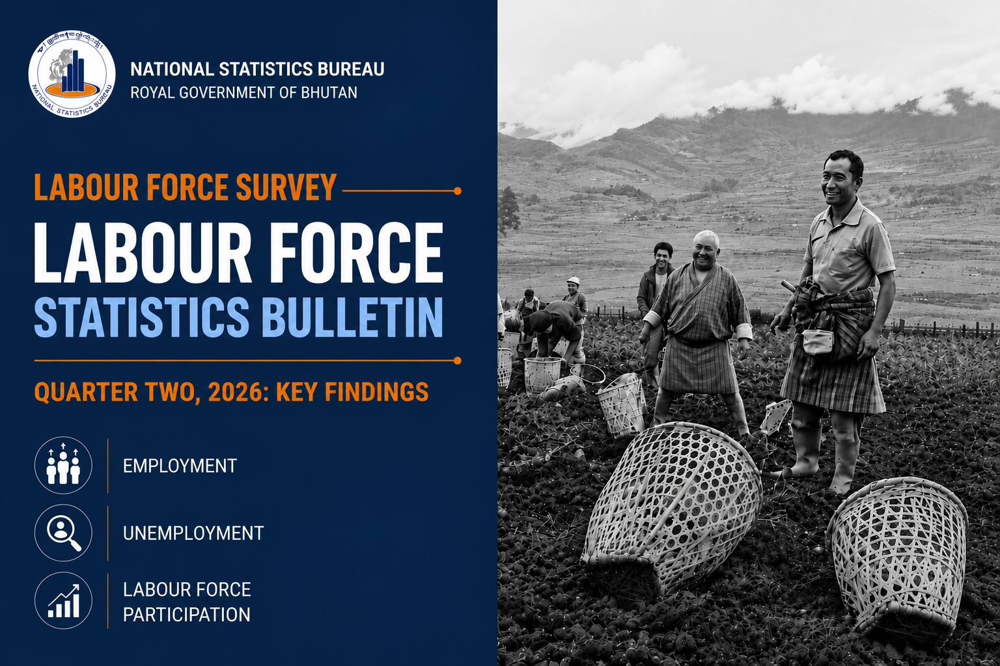 NATIONAL STATISTICS BUREAU
NATIONAL STATISTICS BUREAU
ROYAL GOVERNMENT OF BHUTAN
LABOUR FORCE SURVEY
LABOUR FORCE
STATISTICS BULLETIN
QUARTER TWO, 2026: KEY FINDINGS
EMPLOYMENT
UNEMPLOYMENT
LABOUR FORCE
PARTICIPATION